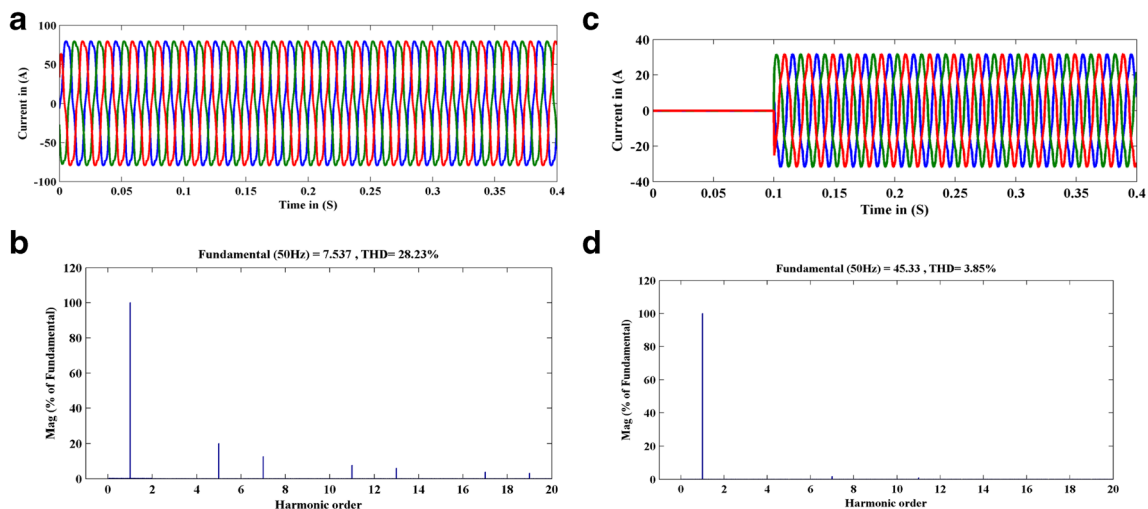 a
100
50
0
-50
-100
Current in (A)
0 0.05 0.1 0.15 0.2 0.25 0.3 0.35 0.4
Time in (S)
c
40
20
0
-20
-40
Current in (A
0 0.05 0.1 0.15 0.2 0.25 0.3 0.35 0.4
Time in (S)
b
Fundamental (50Hz) = 7.537 , THD= 28.23%
120
100
80
60
40
20
0
Mag (% of Fundamental)
0 2 4 6 8 10 12 14 16 18 20
Harmonic order
d
Fundamental (50Hz) = 45.33 , THD= 3.85%
120
100
80
60
40
20
0
Mag (% of Fundamental)
0 2 4 6 8 10 12 14 16 18 20
Harmonic order